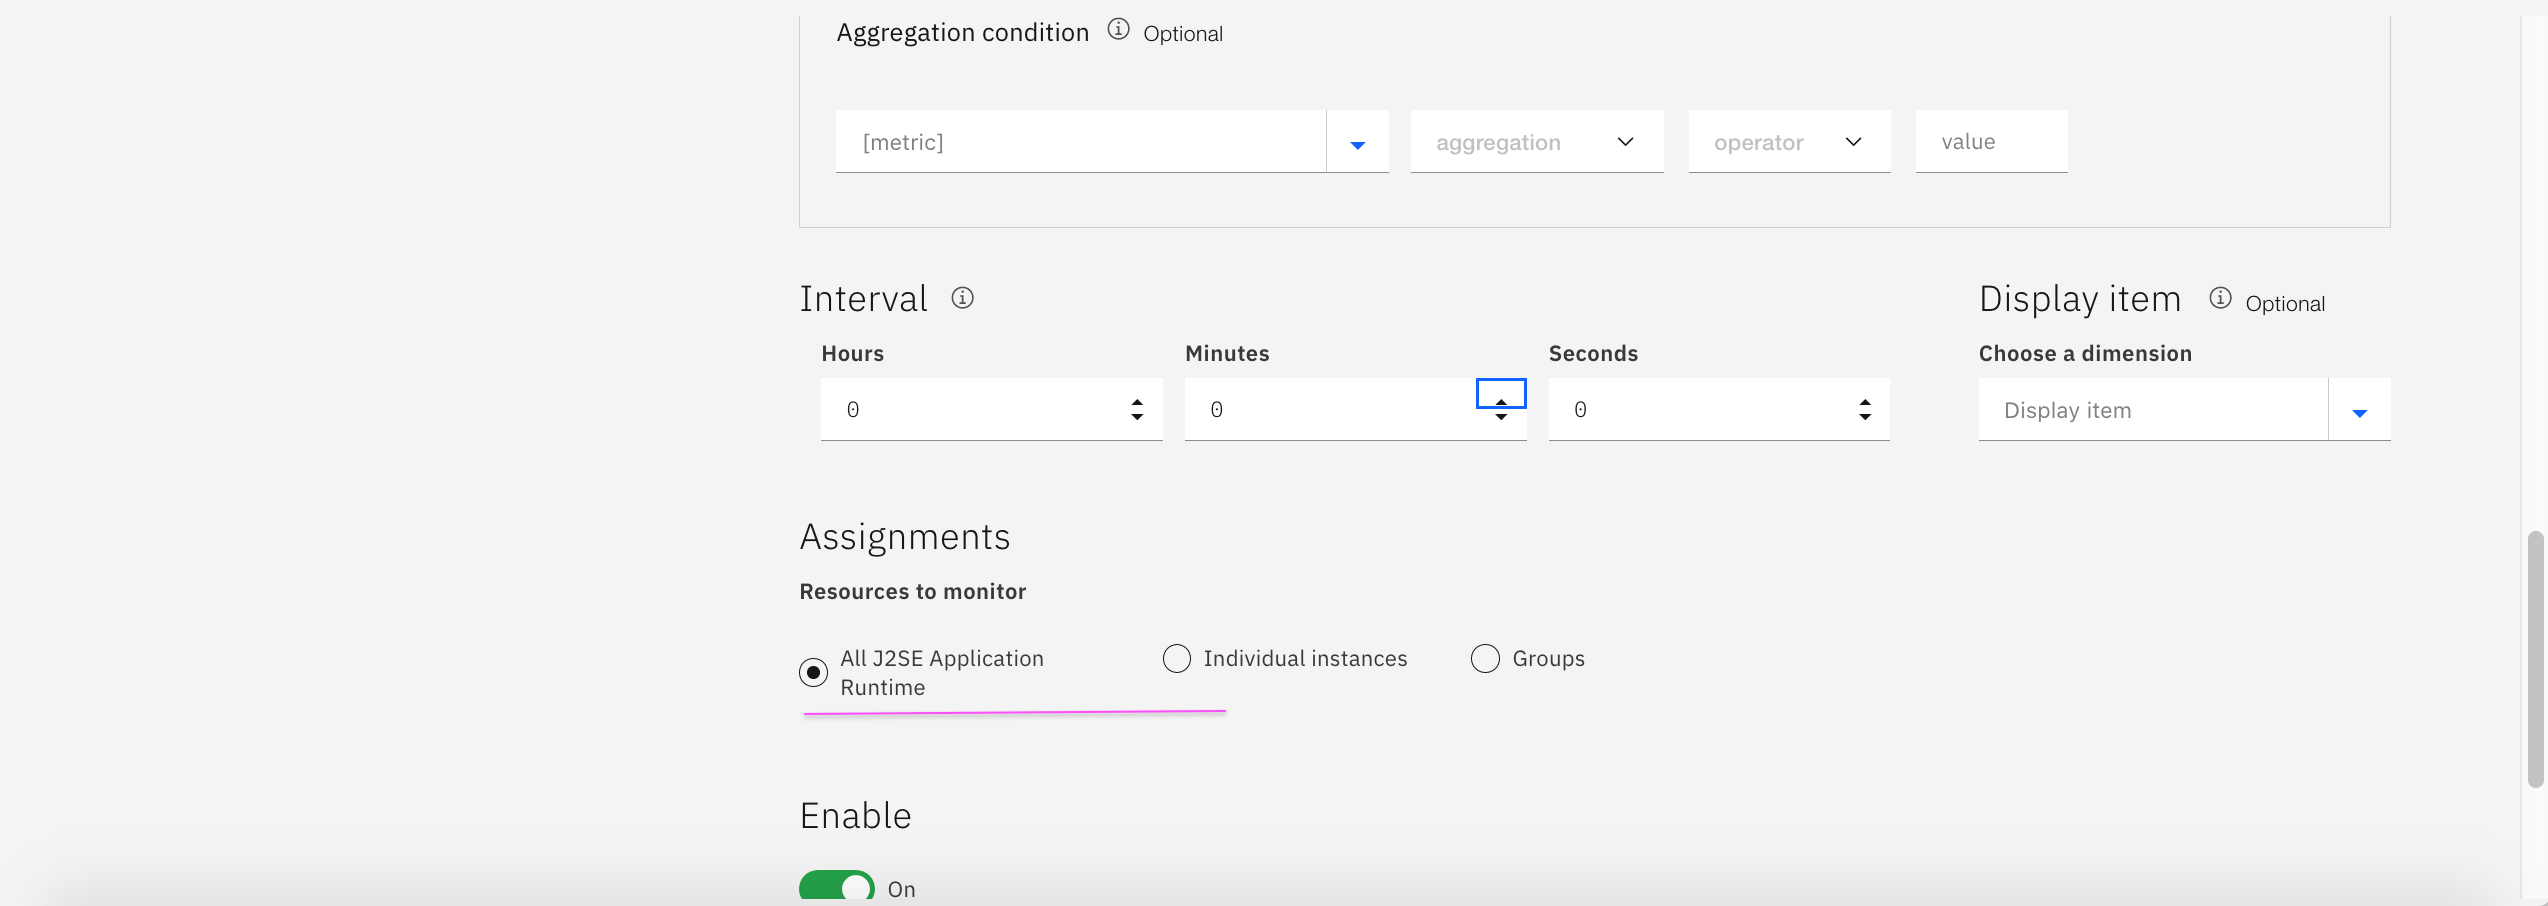 Aggregation condition Optional
[metric] aggregation operator value
Interval Display item Optional
Hours Minutes Seconds Choose a dimension
0 0 0 Display item
Assignments
Resources to monitor
All J2SE Application Runtime Individual instances Groups
Enable
On